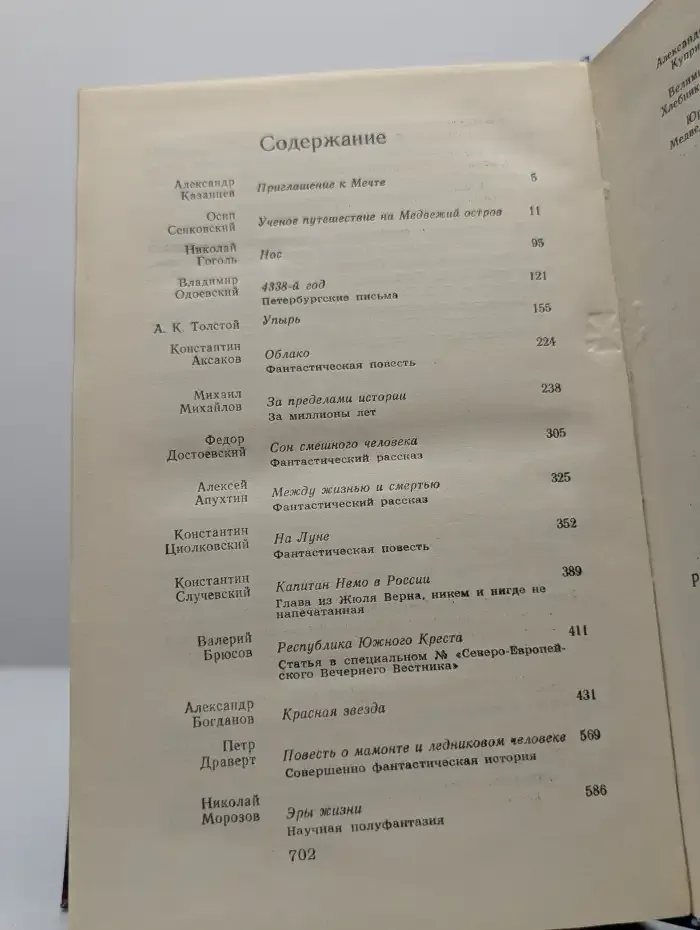 Содержание
Александр Казанцев Приглашение к Мечте 5
Осип Сенковский Ученое путешествие на Медвежий остров 11
Николай Гоголь Нос 95
Владимир Одоевский 4338-й год 121
Петербургские письма
А. К. Толстой Упырь 155
Константин Аксаков Облако 224
Фантастическая повесть
Михаил Михайлов За пределами истории 238
За миллионы лет
Федор Достоевский Сон смешного человека 305
Фантастический рассказ
Алексей Апухтин Между жизнью и смертью 325
Фантастический рассказ
Константин Циолковский На Луне 352
Фантастическая повесть
Константин Случевский Капитан Немо в России 389
Глава из Жюля Верна, никем и нигде не
напечатанная
Валерий Брюсов Республика Южного Креста 411
Статья в специальном № «Северо-Европей-
ского Вечернего Вестника»
Александр Богданов Красная звезда 431
Петр Драверт Повесть о мамонте и ледниковом человеке 569
Совершенно фантастическая история
Николай Морозов Эры жизни 586
Научная полуфантазия
702